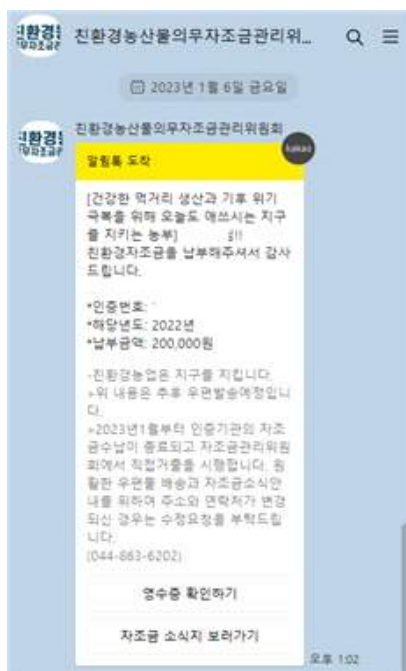 친환경농산물의무자조금관리위...
2023년 1월 6일 금요일
친환경농산물의무자조금관리위원회
알림톡 도착
kakao
[건강한 먹거리 생산과 기후 위기
극복을 위해 오늘도 애쓰시는 지구
를 지키는 농부] 님!!
친환경자조금을 납부해주셔서 감사
드립니다.
*인증번호:
*해당년도: 2022년
*납부금액: 200,000원
-친환경농업은 지구를 지킵니다.
*위 내용은 추후 우편발송예정입니
다.
*2023년1월부터 인증기관의 자조
금수납이 종료되고 자조금관리위원
회에서 직접거출을 시행합니다. 원
활한 우편물 배송과 자조금소식안
내를 위하여 주소와 연락처가 변경
되신 경우는 수정요청을 부탁드립
니다.
(044-863-6202)
영수증 확인하기
자조금 소식지 보러가기
오후 1:02